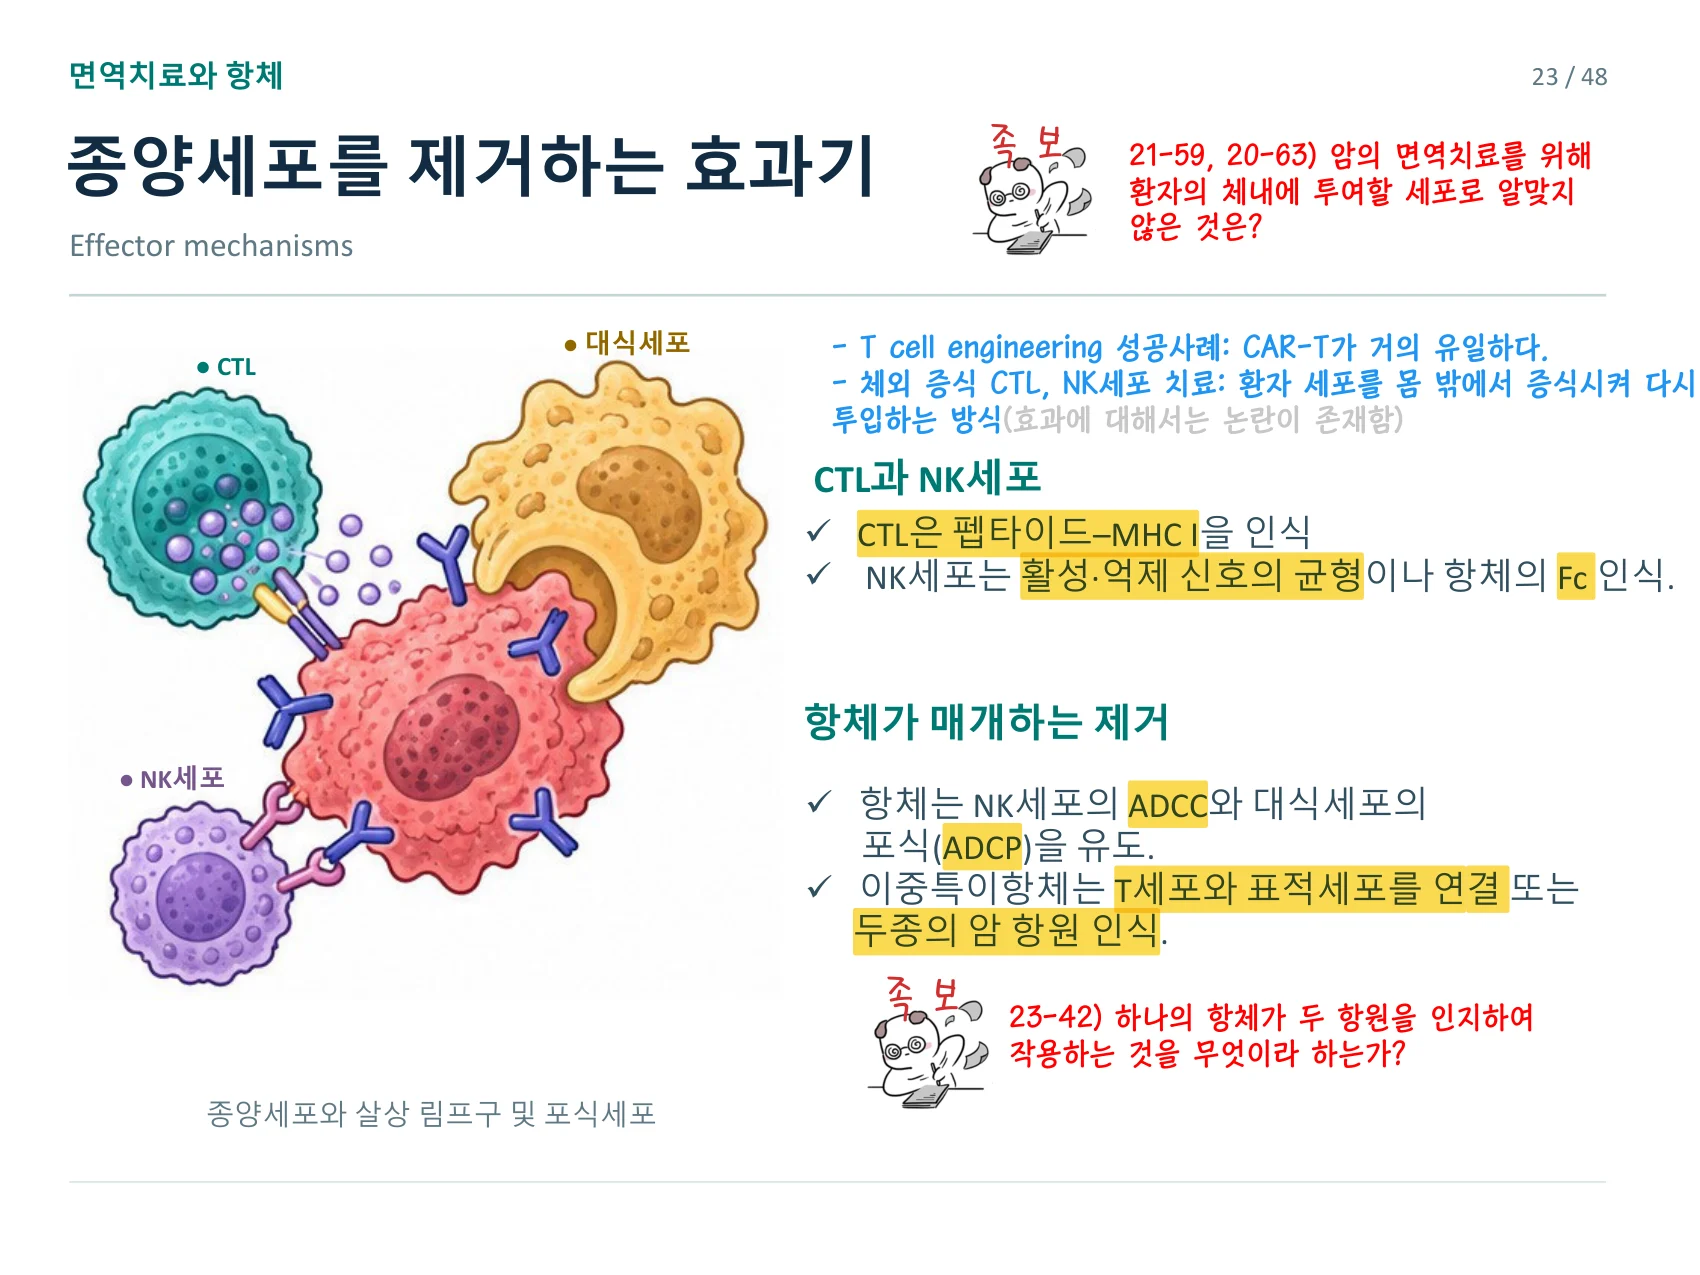 면역치료와 항체
23 / 48
종양세포를 제거하는 효과기
Effector mechanisms
족 보
21-59, 20-63) 암의 면역치료를 위해
환자의 체내에 투여할 세포로 알맞지
않은 것은?
● CTL
● 대식세포
● NK세포
종양세포와 살상 림프구 및 포식세포
- T cell engineering 성공사례: CAR-T가 거의 유일하다.
- 체외 증식 CTL, NK세포 치료: 환자 세포를 몸 밖에서 증식시켜 다시
투입하는 방식(효과에 대해서는 논란이 존재함)
CTL과 NK세포
✓ CTL은 펩타이드–MHC I을 인식
✓ NK세포는 활성·억제 신호의 균형이나 항체의 Fc 인식.
항체가 매개하는 제거
✓ 항체는 NK세포의 ADCC와 대식세포의
포식(ADCP)을 유도.
✓ 이중특이항체는 T세포와 표적세포를 연결 또는
두종의 암 항원 인식.
족 보
23-42) 하나의 항체가 두 항원을 인지하여
작용하는 것을 무엇이라 하는가?